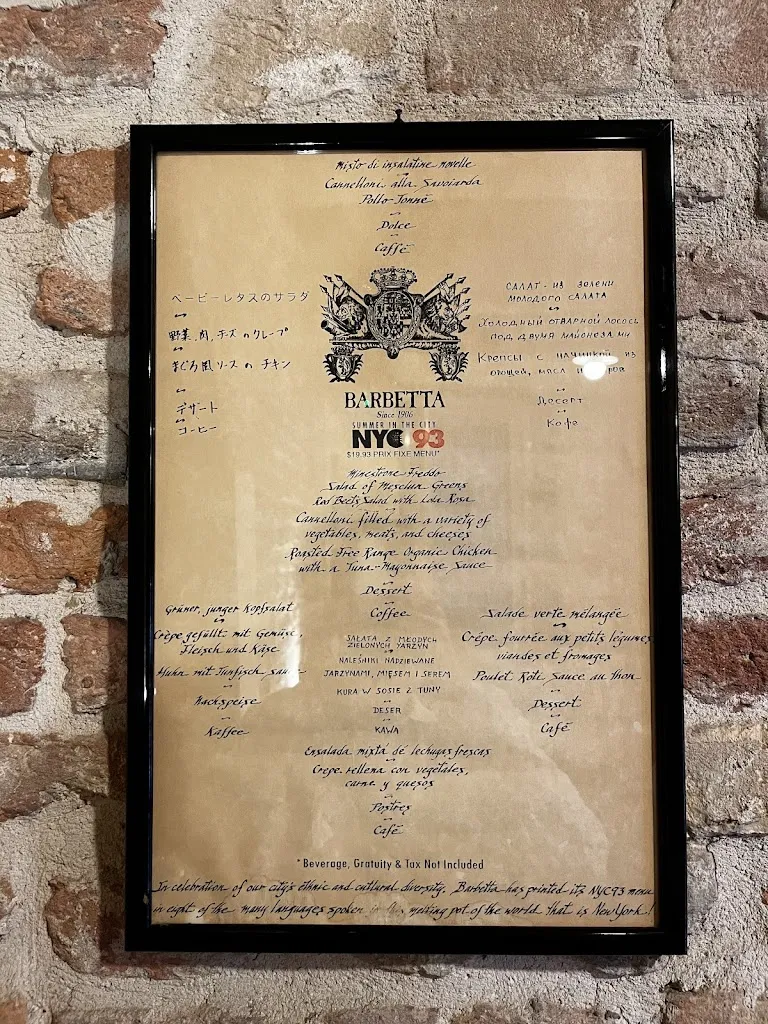 Misto di insalatine novelle
Cannelloni alla Savoiarda
Pollo Tonné
Dolce
Caffé
ベービーレタスのサラダ
野菜、肉、チーズのクレープ
まぐろ風ソースのチキン
デザート
コーヒー
САЛАТ - ИЗ ЗЕЛЕНИ
МОЛОДОГО САЛАТА
ХОЛОДНЫЙ ОТВАРНОЙ ЛОСОСЬ
ПОД ДВУМЯ МАЙОНЕЗАМИ
КРЕПСЫ С НАЧИНКОЙ ИЗ
ОВОЩЕЙ, МЯСА И
Десерт
Кофе
BARBETTA
Since 1906
SUMMER IN THE CITY
NYC 93
$19.93 PRIX FIXE MENU*
Minestrone Freddo
Salad of Mesclun Greens
Red Beets Salad with Lola Rosa
Cannelloni filled with a variety of
vegetables, meats, and cheeses
Roasted Free Range Organic Chicken
with a Tuna-Mayonnaise Sauce
Dessert
Coffee
Grüner, junger Kopfsalat
Crêpe gefüllt mit Gemüse,
Fleisch und Käse
Huhn mit Tunfisch sauce
Nachspeise
Kaffee
SAŁATA Z MŁODYCH
ZIELONYCH WARZYN
NALEŚNIKI NADZIEWANE
JARZYNAMI, MIĘSEM I SEREM
KURA W SOSIE Z TUNY
DESER
KAWA
Salade verte mélangée
Crêpe fourrée aux petits légumes
viandes et fromages
Poulet Rôti Sauce au thon
Dessert
Café
Ensalada mixta de lechugas frescas
Crepe rellena con vegetales,
carne y quesos
Postres
Café
* Beverage, Gratuity & Tax Not Included
In celebration of our city's ethnic and cultural diversity, Barbetta has printed its NYC93 menu
in eight of the many languages spoken in the melting pot of the world that is New York!